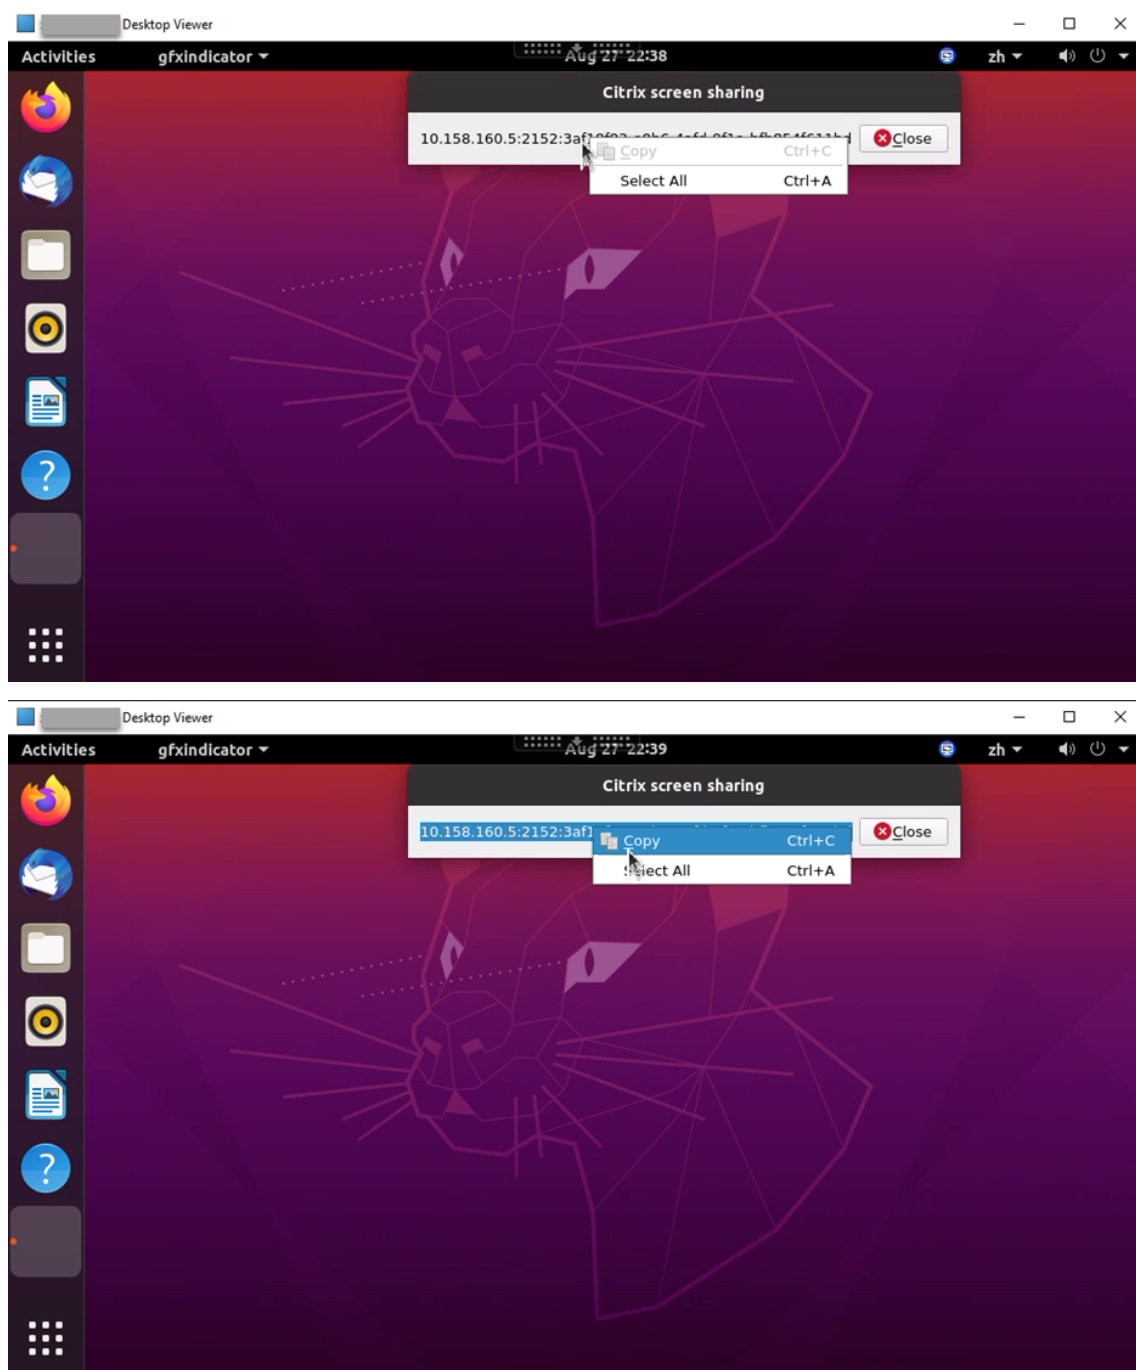 Desktop Viewer
Activities gfxindicator Aug 27 22:38 zh
Citrix screen sharing
10.158.160.5:2152:3af Close
Copy Ctrl+C
Select All Ctrl+A
?
Desktop Viewer
Activities gfxindicator Aug 27 22:39 zh
Citrix screen sharing
10.158.160.5:2152:3af1 Close
Copy Ctrl+C
Select All Ctrl+A
?